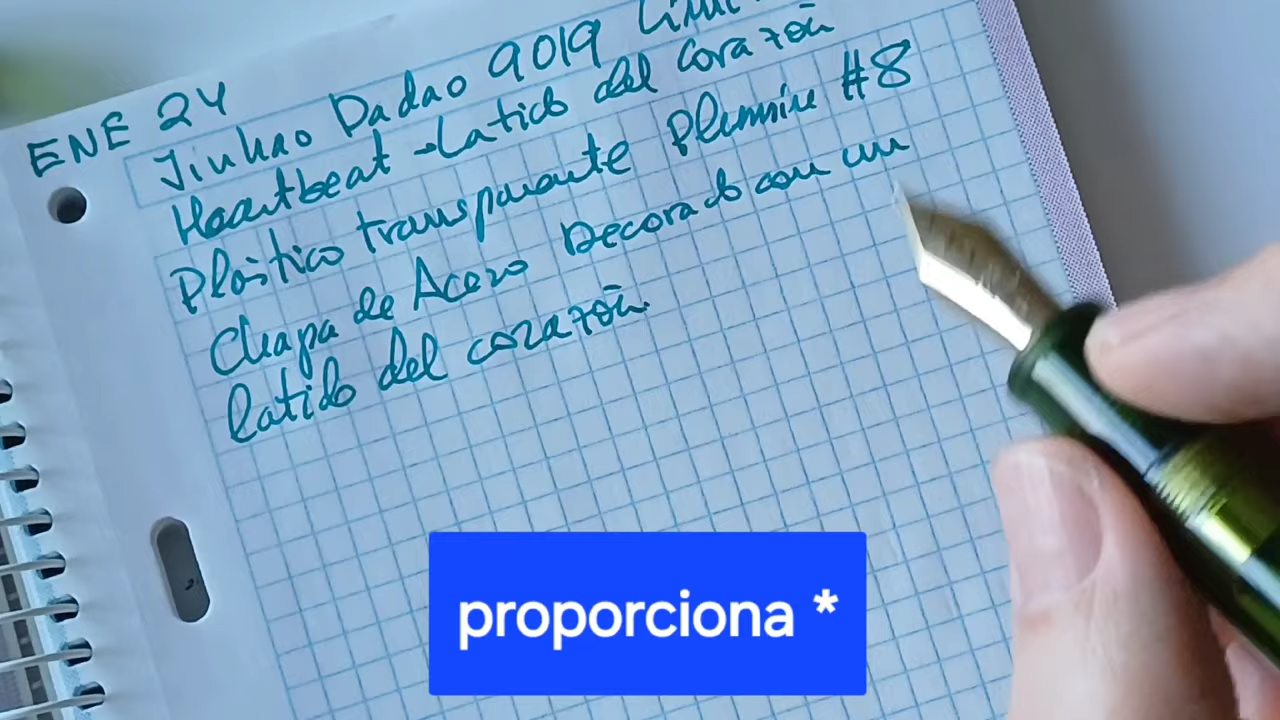 ENE 24
Jinhao Dadao 9019
Heartbeat - Latido del corazón
Plástico transparante Plumín #8
Chapa de Acero Decorado con un
latido del corazón.
proporciona *